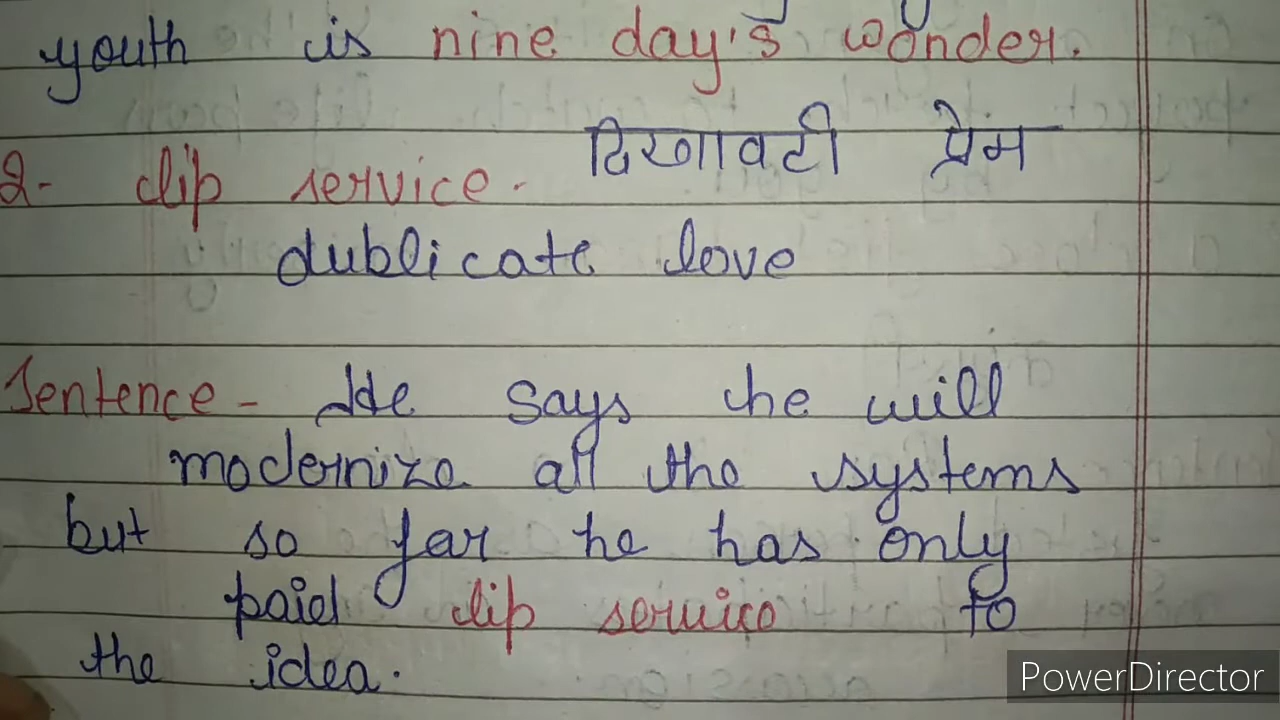 youth is nine day's wonder.
दिखावटी प्रेम
2- lip service.
dublicate love
Sentence - He says he will
modernize all the systems
but so far he has only
paid lip service to
the idea.
PowerDirector